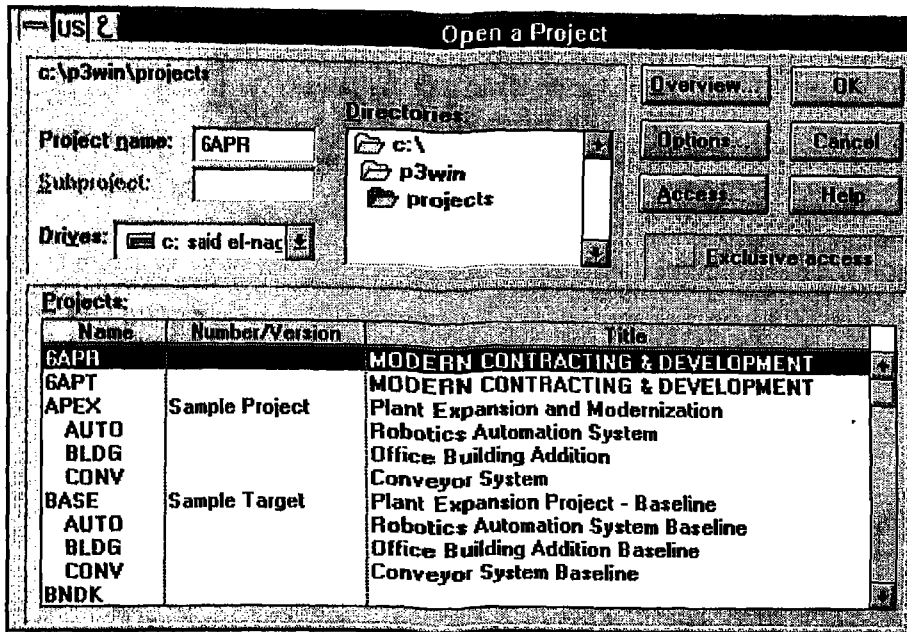 US
Open a Project
c:\p3win\projects
Project name: 6APR
Subproject:
Drives: c: said el-nag
Directories:
c:\
p3win
projects
Overview... OK
Options... Cancel
Access... Help
Exclusive access
Projects:
Name Number/Version Title
6APR MODERN CONTRACTING & DEVELOPMENT
6APT MODERN CONTRACTING & DEVELOPMENT
APEX Sample Project Plant Expansion and Modernization
AUTO Robotics Automation System
BLDG Office Building Addition
CONV Conveyor System
BASE Sample Target Plant Expansion Project - Baseline
AUTO Robotics Automation System Baseline
BLDG Office Building Addition Baseline
CONV Conveyor System Baseline
BNDK